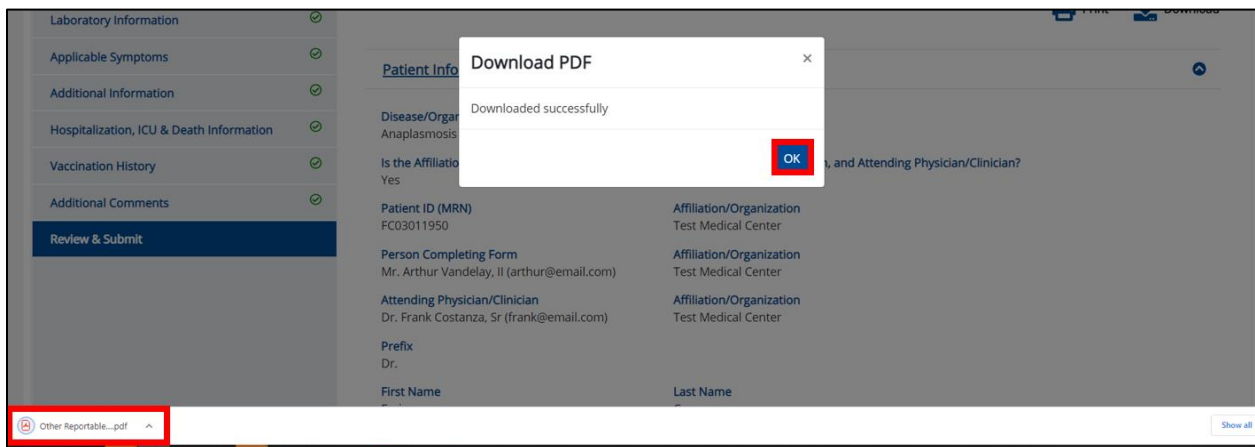 Laboratory Information
Print Download
Applicable Symptoms
Download PDF ×
Patient Info
Additional Information
Downloaded successfully
Disease/Organ
Anaplasmosis
Hospitalization, ICU & Death Information
OK
Is the Affiliatio n, and Attending Physician/Clinician?
Yes
Vaccination History
Additional Comments
Patient ID (MRN) Affiliation/Organization
FC03011950 Test Medical Center
Review & Submit
Person Completing Form Affiliation/Organization
Mr. Arthur Vandelay, II (arthur@email.com) Test Medical Center
Attending Physician/Clinician Affiliation/Organization
Dr. Frank Costanza, Sr (frank@email.com) Test Medical Center
Prefix
Dr.
First Name Last Name
Other Reportable....pdf
Show all